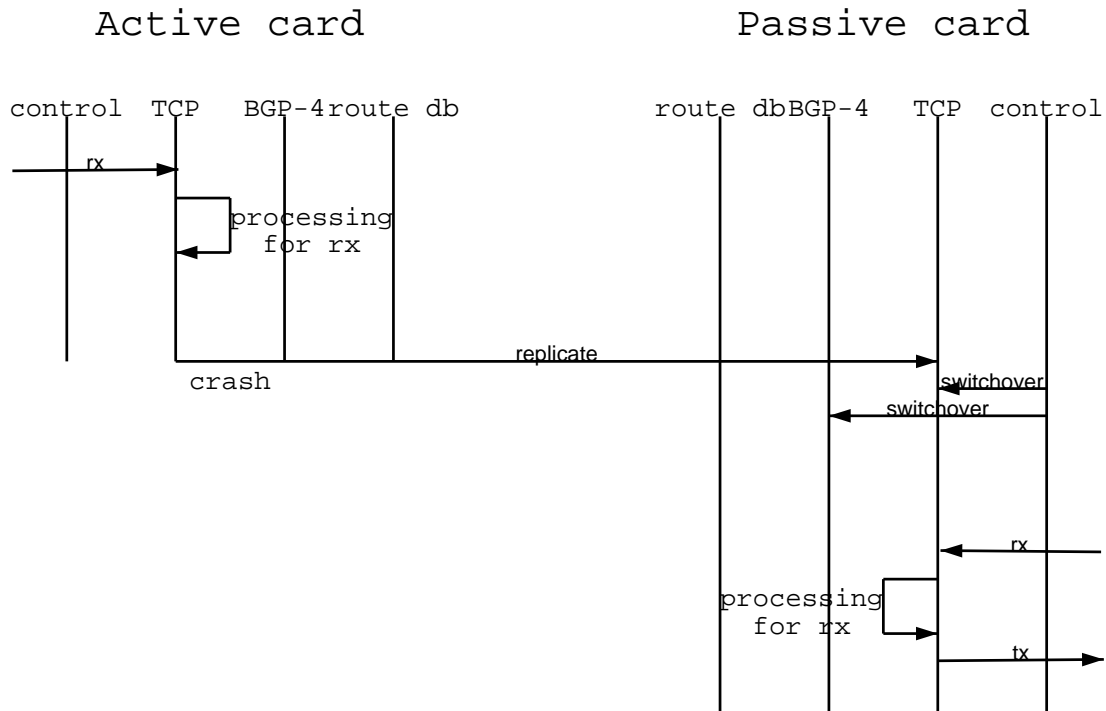 Active card
Passive card
control TCP BGP-4 route db
route db BGP-4 TCP control
rx
processing
for rx
replicate
crash
switchover
switchover
rx
processing
for rx
tx